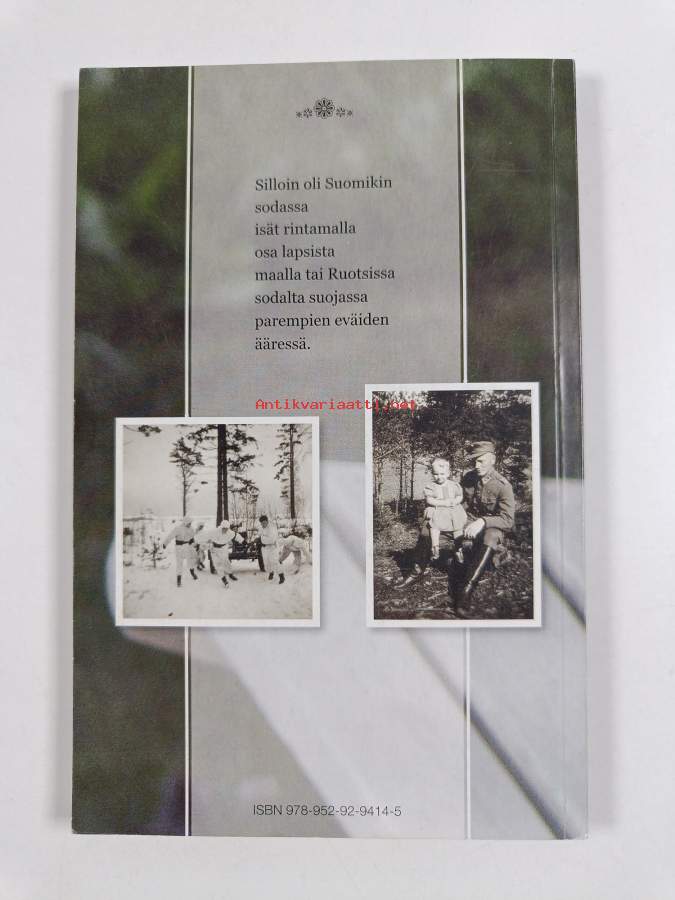 Silloin oli Suomikin
sodassa
isät rintamalla
osa lapsista
maalla tai Ruotsissa
sodalta suojassa
parempien eväiden
ääressä.
Antikvariaatti.net
ISBN 978-952-92-9414-5